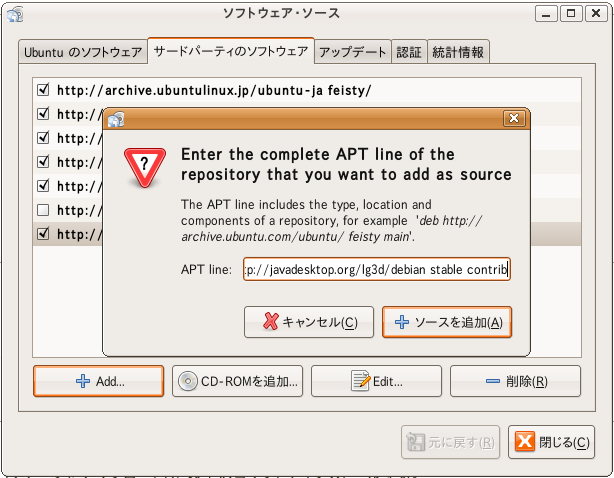 ソフトウェア・ソース
Ubuntu のソフトウェア サードパーティのソフトウェア アップデート 認証 統計情報
http://archive.ubuntulinux.jp/ubuntu-ja feisty/
http://
http://
http://
http://
http://
http://
Enter the complete APT line of the
repository that you want to add as source
The APT line includes the type, location and
components of a repository, for example 'deb http://
archive.ubuntu.com/ubuntu/ feisty main'.
APT line: tp://javadesktop.org/lg3d/debian stable contrib
キャンセル(C) ソースを追加(A)
Add... CD-ROMを追加... Edit... 削除(R)
元に戻す(R) 閉じる(C)